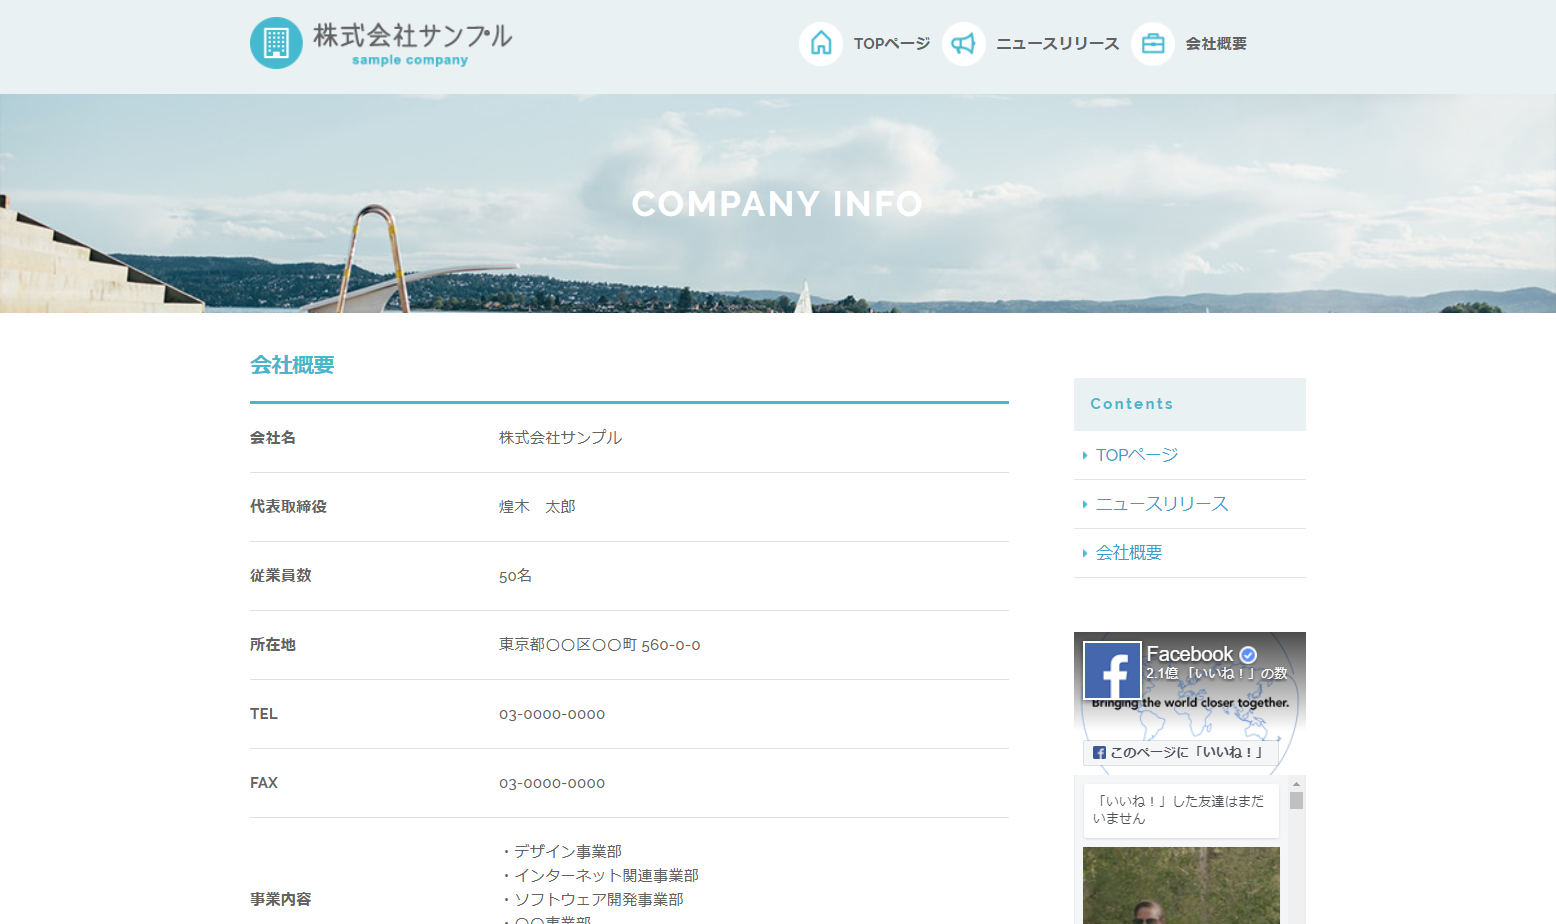 株式会社サンプル
sample company
TOPページ
ニュースリリース
会社概要
COMPANY INFO
会社概要
会社名
株式会社サンプル
代表取締役
煌木　太郎
従業員数
50名
所在地
東京都〇〇区〇〇町 560-0-0
TEL
03-0000-0000
FAX
03-0000-0000
事業内容
・デザイン事業部
・インターネット関連事業部
・ソフトウェア開発事業部
・〇〇事業部
Contents
TOPページ
ニュースリリース
会社概要
Facebook
2.1億 「いいね！」の数
Bringing the world closer together.
このページに「いいね！」
「いいね！」した友達はまだ
いません